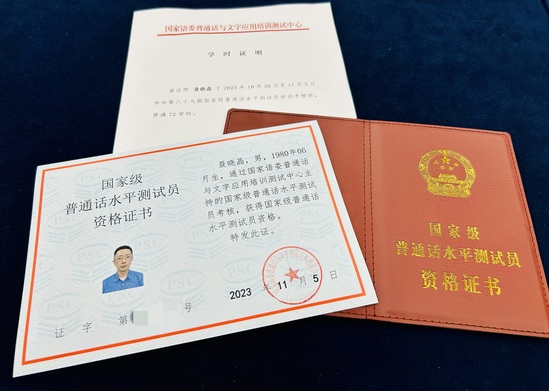 国家语委普通话与文字应用培训测试中心
学时证明
兹证明 聂晓磊 于 2023 年 10 月 26 日至 11 月 5 日
参加第六十九期国家级普通话水平测试员培训考核班,
修满 72 学时。
国家级
普通话水平测试员
资格证书
聂晓磊,男,1980年06
月生,通过国家语委普通话
与文字应用培训测试中心主
持的国家级普通话水平测试
员考核,获得国家级普通话
水平测试员资格。
特发此证。
2023 年 11 月 5 日
证 字 第 号
国家级
普通话水平测试员
资格证书